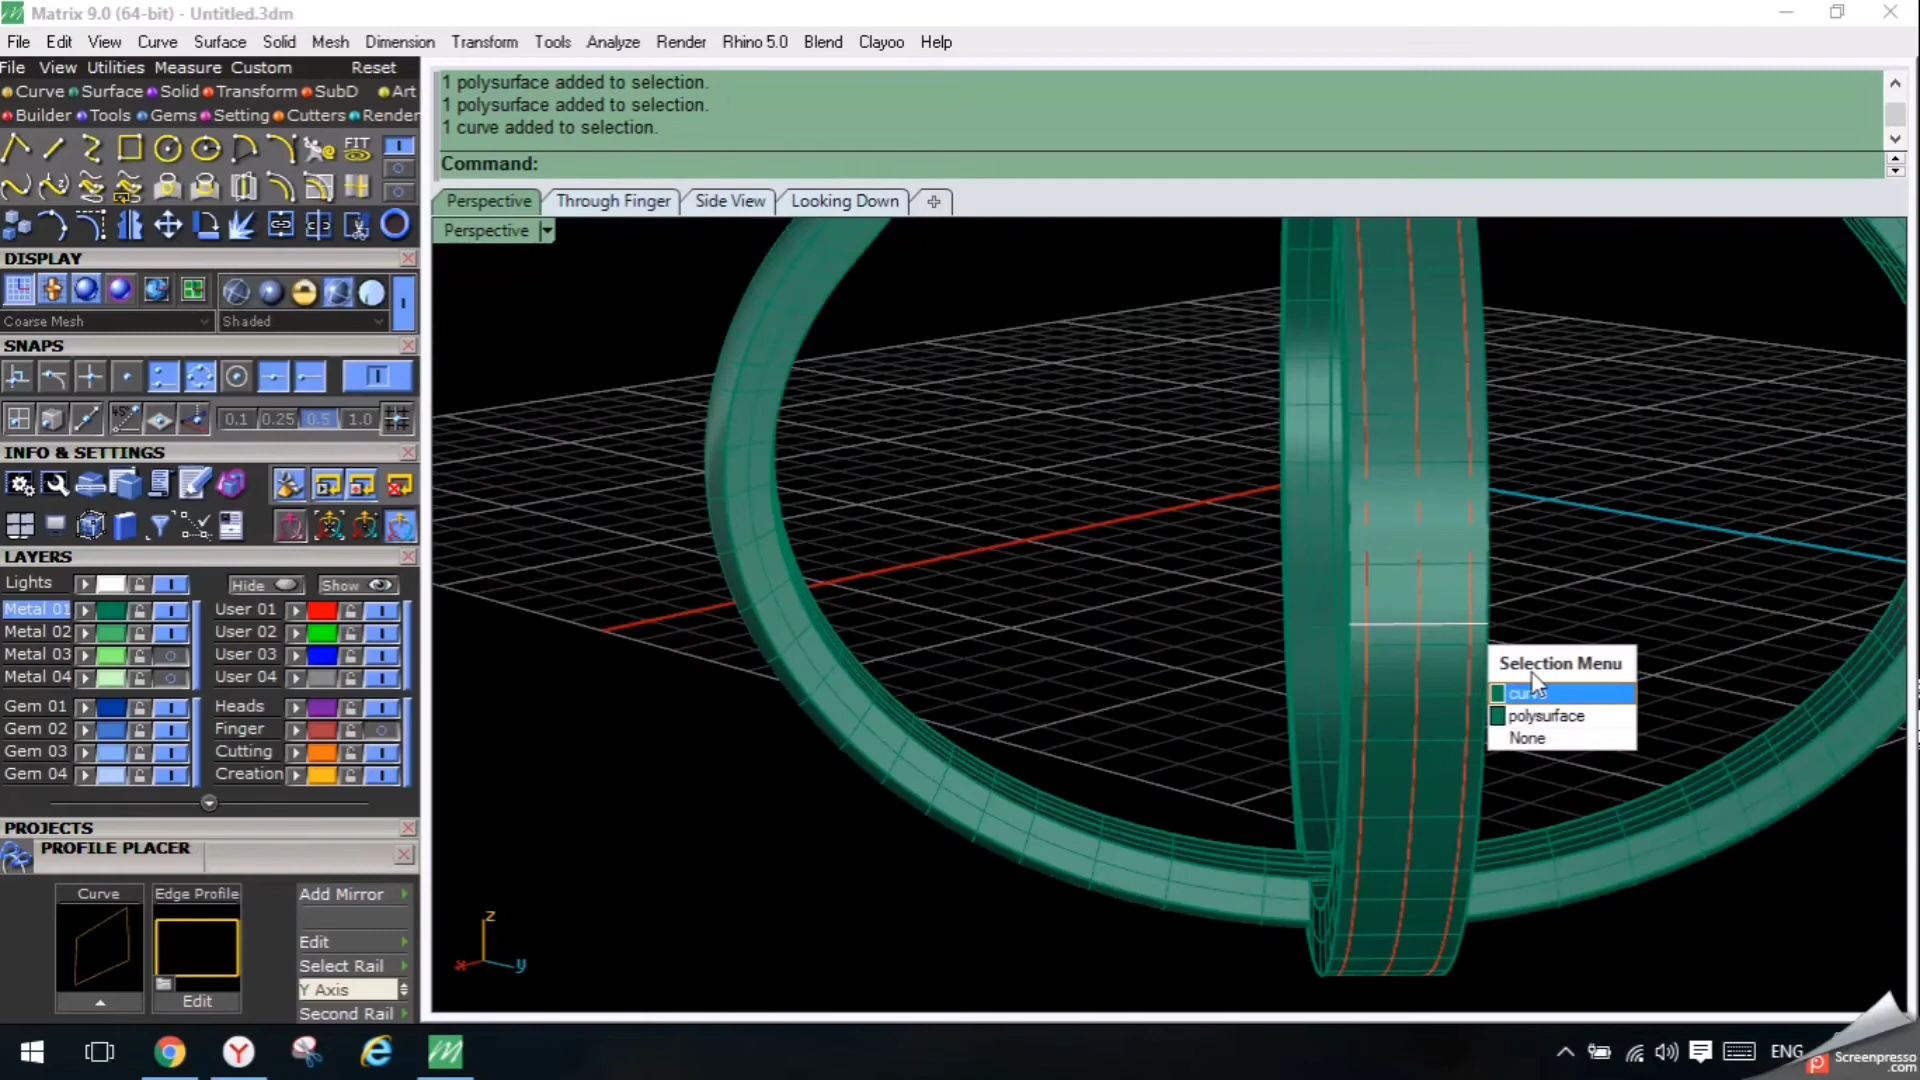 Matrix 9.0 (64-bit) - Untitled.3dm
File Edit View Curve Surface Solid Mesh Dimension Transform Tools Analyze Render Rhino 5.0 Blend Clayoo Help
File View Utilities Measure Custom Reset
Curve Surface Solid Transform SubD Art
Builder Tools Gems Setting Cutters Render
FIT
1 polysurface added to selection.
1 polysurface added to selection.
1 curve added to selection.
Command:
Perspective Through Finger Side View Looking Down
Perspective
DISPLAY
Coarse Mesh Shaded
SNAPS
45°
0.1 0.25 0.5 1.0
INFO & SETTINGS
LAYERS
Lights Hide Show
Metal 01 User 01
Metal 02 User 02
Metal 03 User 03
Metal 04 User 04
Gem 01 Heads
Gem 02 Finger
Gem 03 Cutting
Gem 04 Creation
PROJECTS
PROFILE PLACER
Curve Edge Profile Add Mirror
Edit
Select Rail
Y Axis
Edit Second Rail
Selection Menu
polysurface
None
z
x y
ENG
Screenpresso
.com